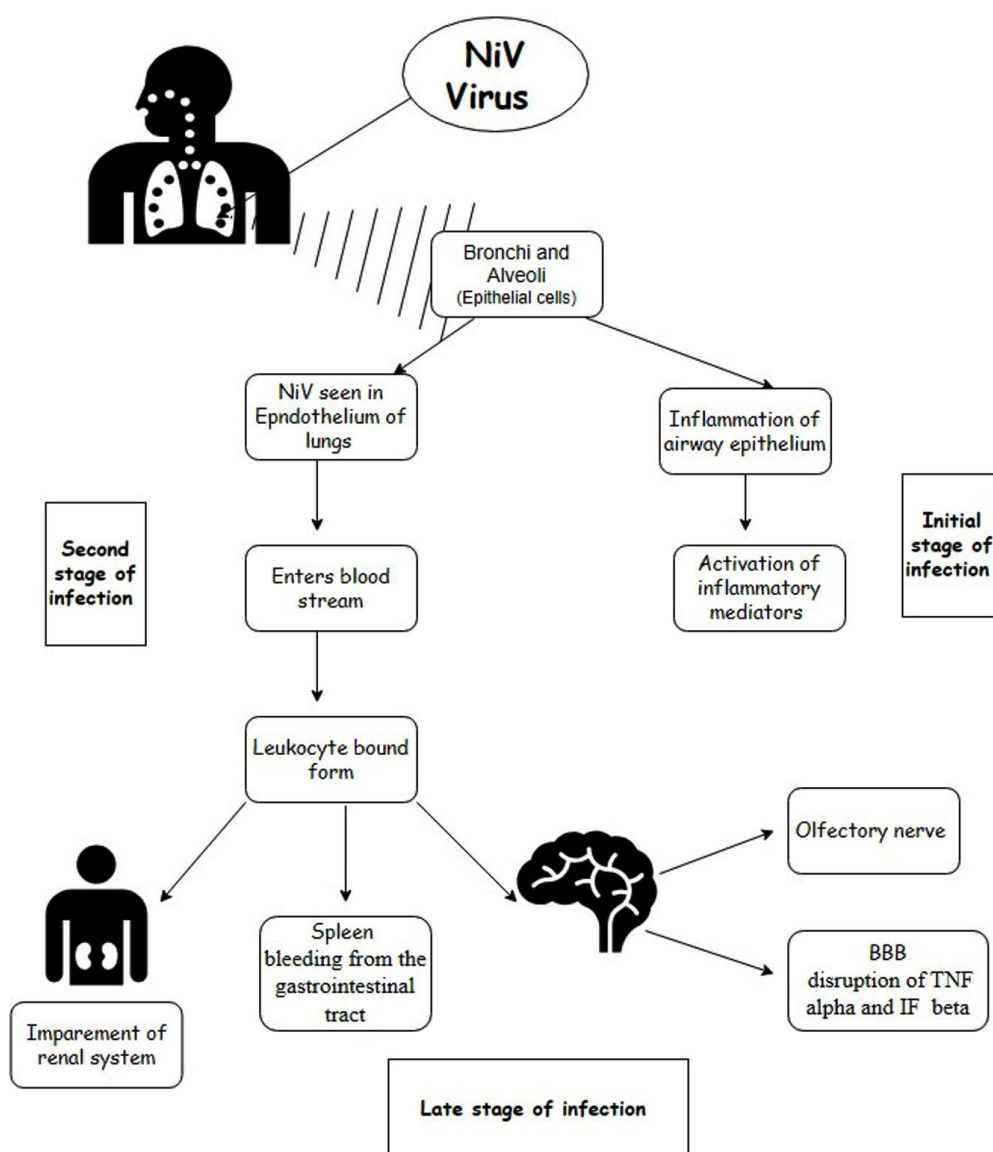 NiV
Virus
Bronchi and
Alveoli
(Epithelial cells)
NiV seen in
Epndothelium of
lungs
Inflammation of
airway epithelium
Second
stage of
infection
Initial
stage of
infection
Enters blood
stream
Activation of
inflammatory
mediators
Leukocyte bound
form
Olfectory nerve
Spleen
bleeding from the
gastrointestinal
tract
BBB
disruption of TNF
alpha and IF beta
Imparement of
renal system
Late stage of infection